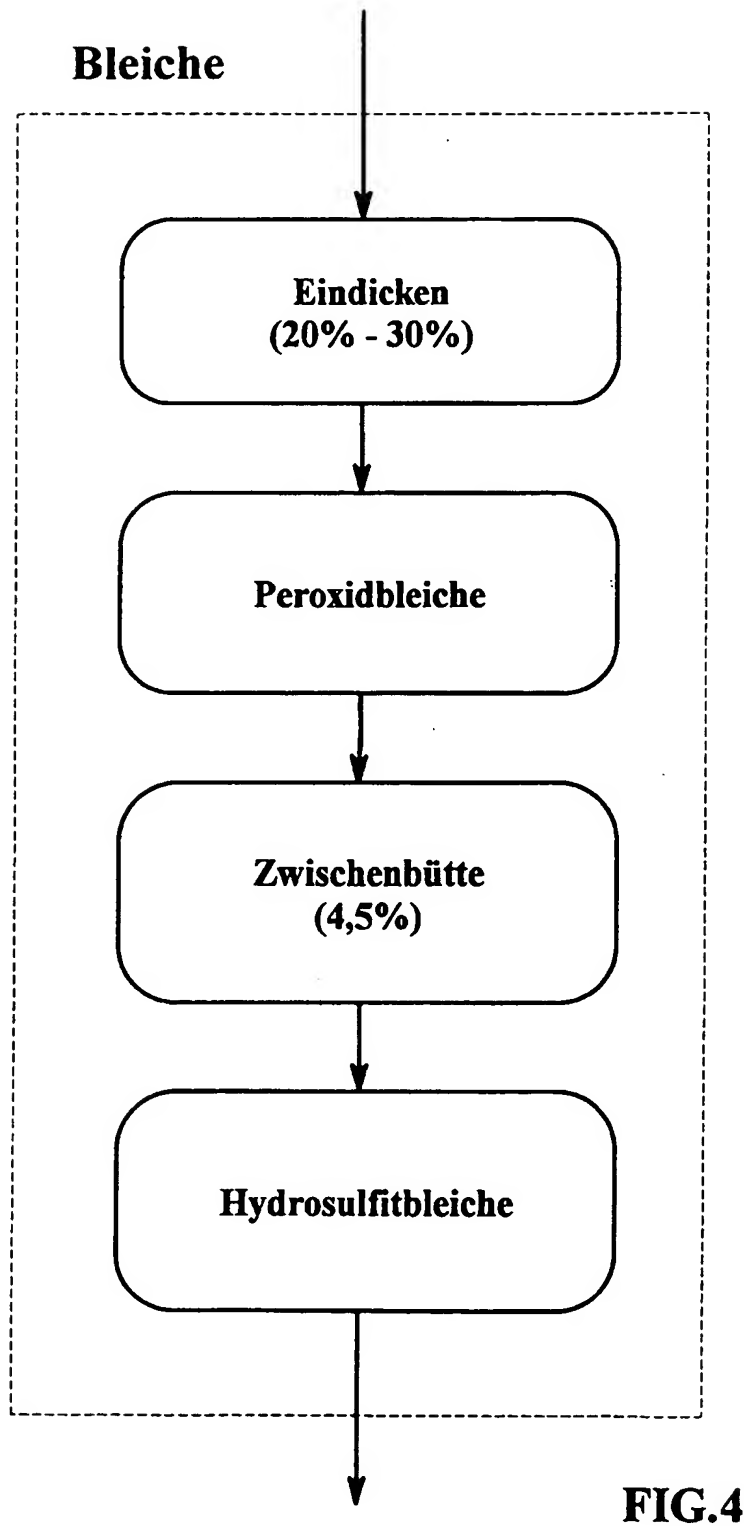 Bleiche
Eindicken
(20% - 30%)
Peroxidbleiche
Zwischenbütte
(4,5%)
Hydrosulfitbleiche
FIG.4